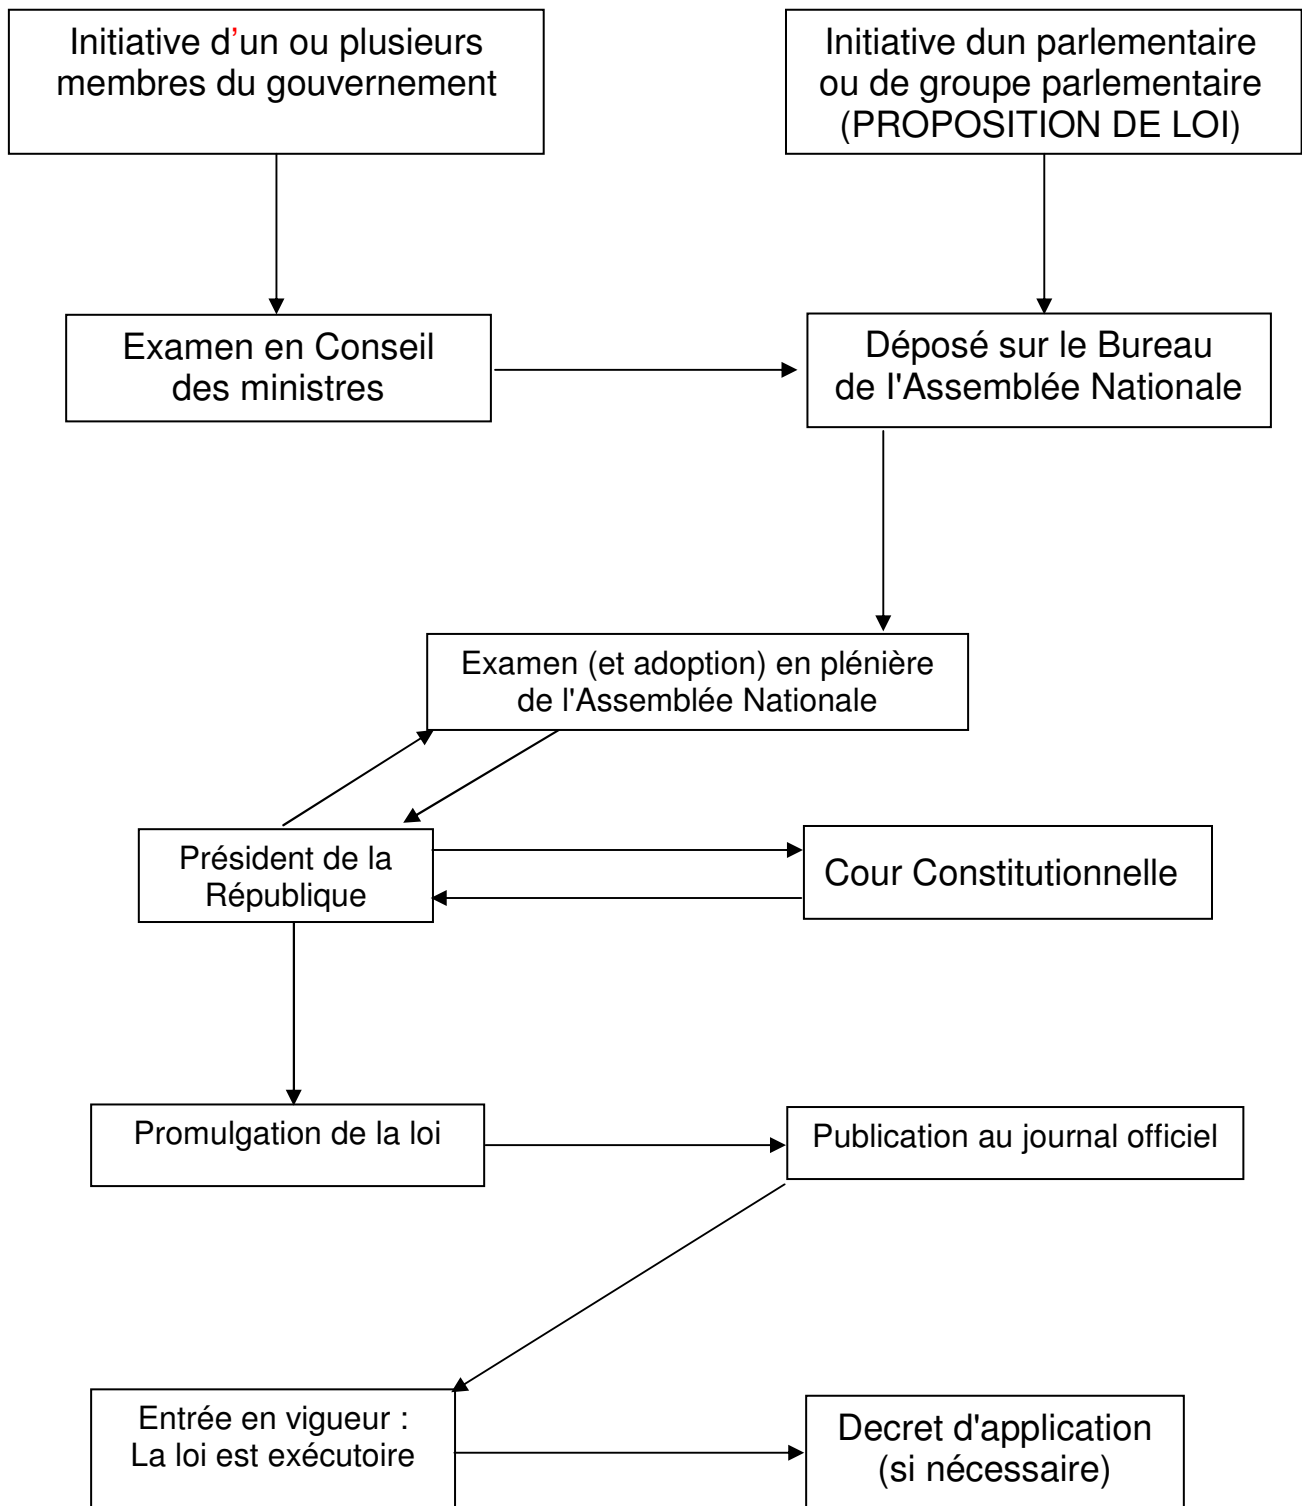 Initiative d’un ou plusieurs
membres du gouvernement
Initiative dun parlementaire
ou de groupe parlementaire
(PROPOSITION DE LOI)
Examen en Conseil
des ministres
Déposé sur le Bureau
de l'Assemblée Nationale
Examen (et adoption) en plénière
de l'Assemblée Nationale
Président de la
République
Cour Constitutionnelle
Promulgation de la loi
Publication au journal officiel
Entrée en vigueur :
La loi est exécutoire
Decret d'application
(si nécessaire)